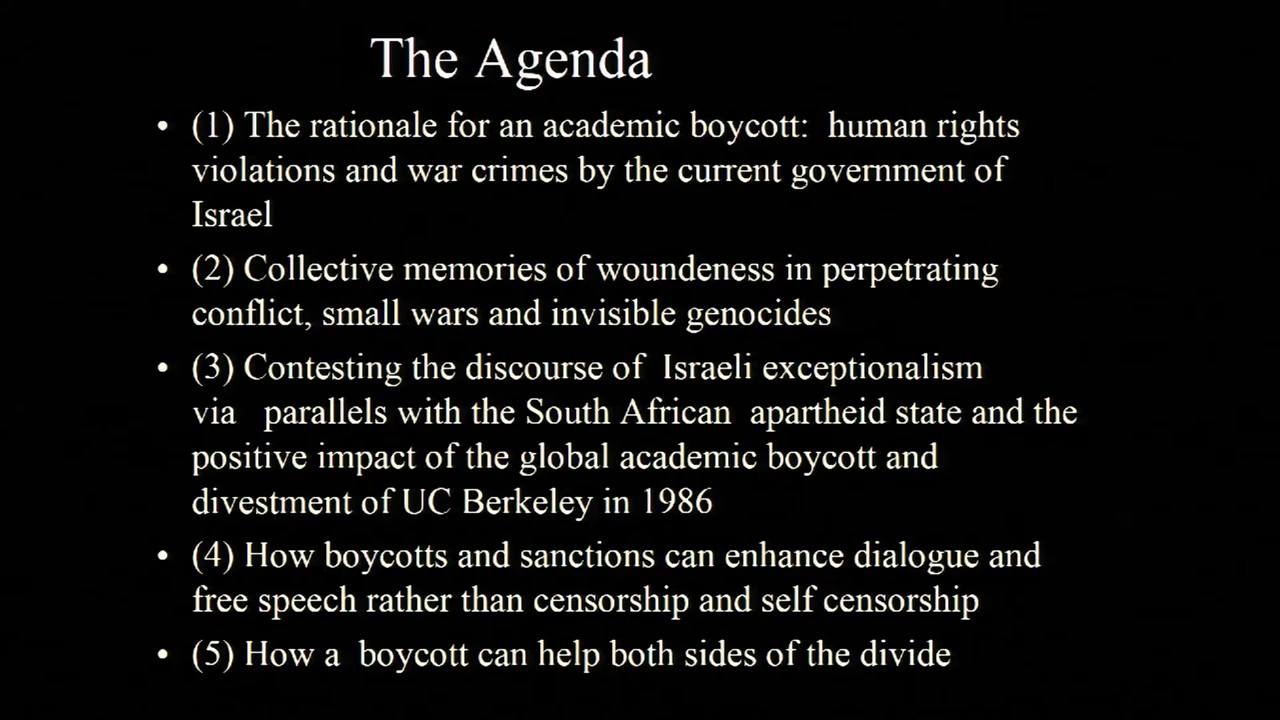 The Agenda
• (1) The rationale for an academic boycott:  human rights
violations and war crimes by the current government of
Israel
• (2) Collective memories of woundeness in perpetrating
conflict, small wars and invisible genocides
• (3) Contesting the discourse of  Israeli exceptionalism
via   parallels with the South African  apartheid state and the
positive impact of the global academic boycott and
divestment of UC Berkeley in 1986
• (4) How boycotts and sanctions can enhance dialogue and
free speech rather than censorship and self censorship
• (5) How a  boycott can help both sides of the divide